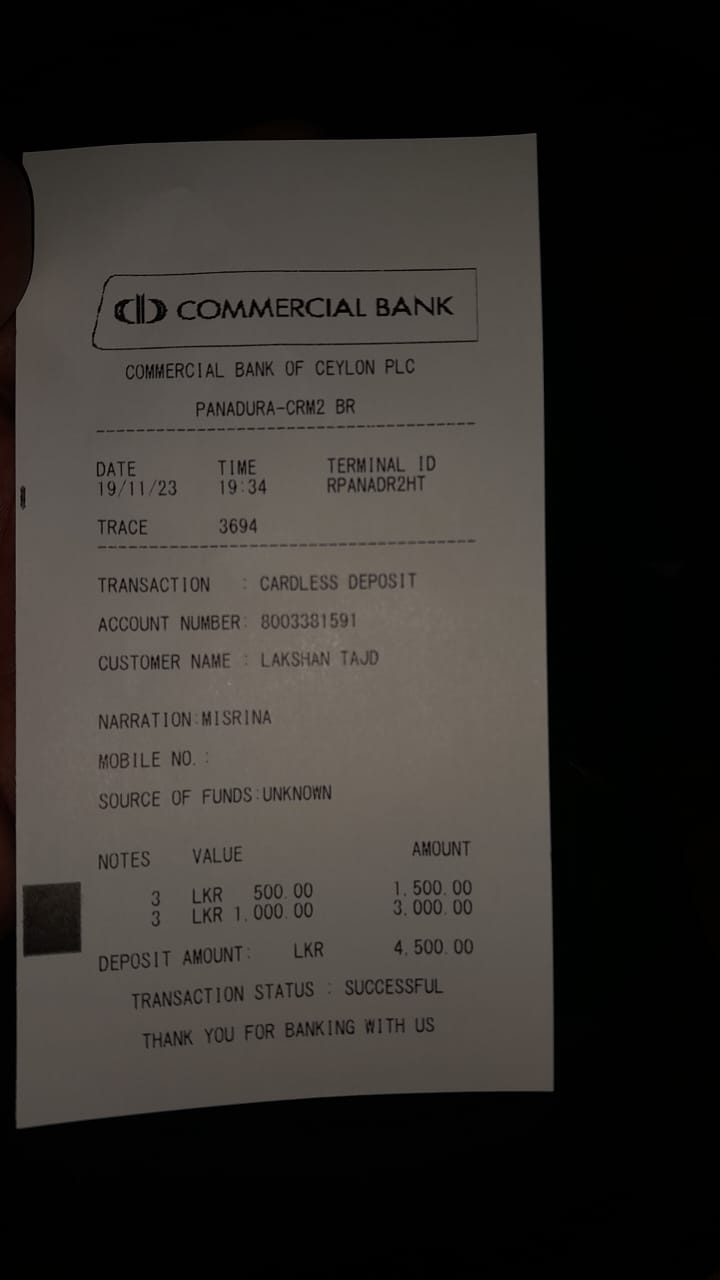 COMMERCIAL BANK
COMMERCIAL BANK OF CEYLON PLC
PANADURA-CRM2 BR
DATE TIME TERMINAL ID
19/11/23 19:34 RPANADR2HT
TRACE 3694
TRANSACTION : CARDLESS DEPOSIT
ACCOUNT NUMBER: 8003381591
CUSTOMER NAME : LAKSHAN TAJD
NARRATION:MISRINA
MOBILE NO. :
SOURCE OF FUNDS:UNKNOWN
NOTES VALUE AMOUNT
3 LKR 500.00 1,500.00
3 LKR 1,000.00 3,000.00
DEPOSIT AMOUNT: LKR 4,500.00
TRANSACTION STATUS : SUCCESSFUL
THANK YOU FOR BANKING WITH US